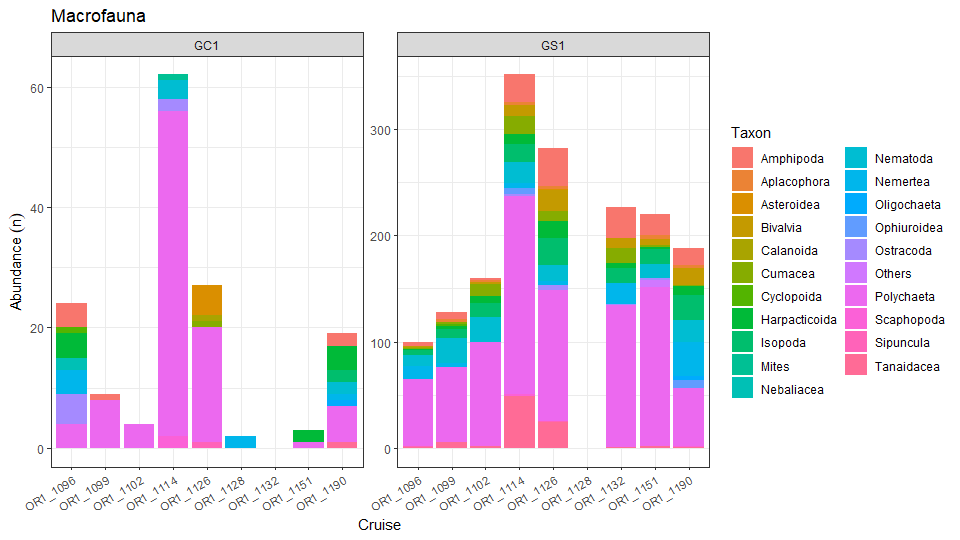 Macrofauna
GC1
GS1
Abundance (n)
60
40
20
0
300
200
100
0
OR1_1096
OR1_1099
OR1_1102
OR1_1114
OR1_1126
OR1_1128
OR1_1132
OR1_1151
OR1_1190
OR1_1096
OR1_1099
OR1_1102
OR1_1114
OR1_1126
OR1_1128
OR1_1132
OR1_1151
OR1_1190
Cruise
Taxon
Amphipoda
Aplacophora
Asteroidea
Bivalvia
Calanoida
Cumacea
Cyclopoida
Harpacticoida
Isopoda
Mites
Nebaliacea
Nematoda
Nemertea
Oligochaeta
Ophiuroidea
Ostracoda
Others
Polychaeta
Scaphopoda
Sipuncula
Tanaidacea